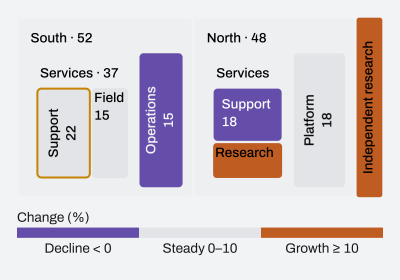 South · 52
Services · 37
Support
22
Field
15
Operations
15
North · 48
Services
Support
18
Research
Platform
18
Independent research
Change (%)
Decline < 0
Steady 0–10
Growth ≥ 10